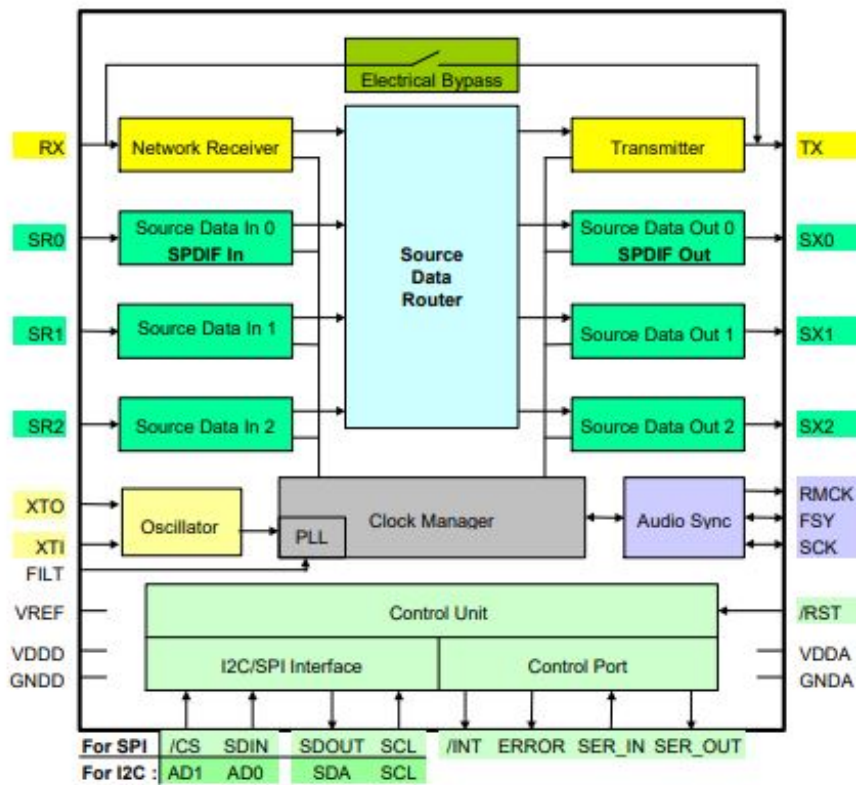 Electrical Bypass
RX Network Receiver Transmitter TX
SR0 Source Data In 0 Source Data Out 0 SX0
SPDIF In SPDIF Out
Source
Data
Router
SR1 Source Data In 1 Source Data Out 1 SX1
SR2 Source Data In 2 Source Data Out 2 SX2
XTO RMCK
Oscillator Clock Manager Audio Sync FSY
PLL
XTI SCK
FILT
VREF Control Unit /RST
VDDD I2C/SPI Interface Control Port VDDA
GNDD GNDA
For SPI /CS SDIN SDOUT SCL /INT ERROR SER_IN SER_OUT
For I2C : AD1 AD0 SDA SCL